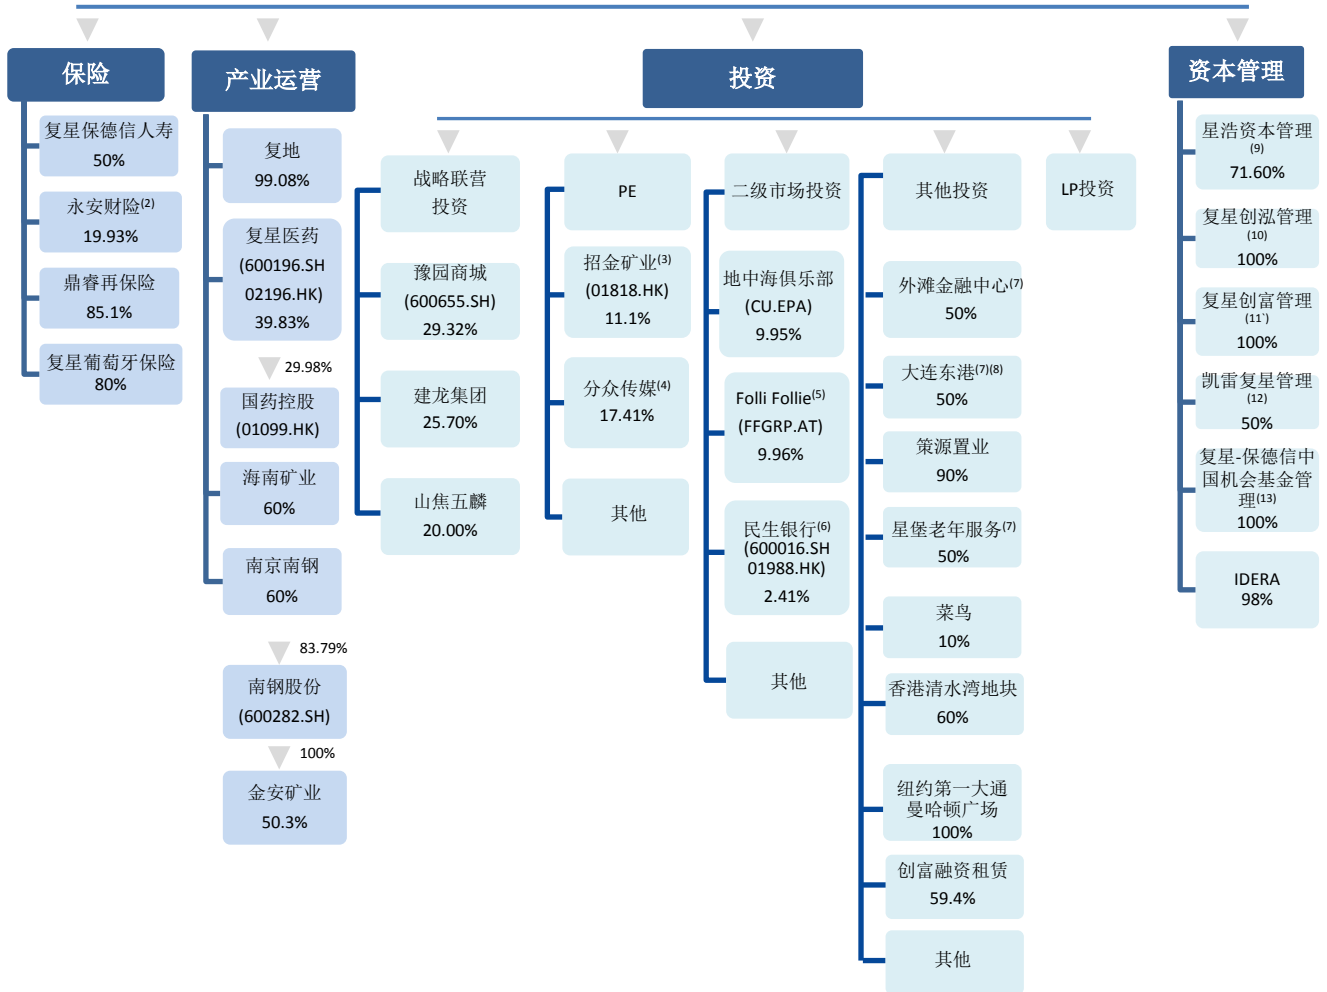 保险
复星保德信人寿
50%
永安财险(2)
19.93%
鼎睿再保险
85.1%
复星葡萄牙保险
80%
产业运营
复地
99.08%
复星医药
(600196.SH
02196.HK)
39.83%
29.98%
国药控股
(01099.HK)
海南矿业
60%
南京南钢
60%
83.79%
南钢股份
(600282.SH)
100%
金安矿业
50.3%
投资
战略联营
投资
豫园商城
(600655.SH)
29.32%
建龙集团
25.70%
山焦五麟
20.00%
PE
招金矿业(3)
(01818.HK)
11.1%
分众传媒(4)
17.41%
其他
二级市场投资
地中海俱乐部
(CU.EPA)
9.95%
Folli Follie(5)
(FFGRP.AT)
9.96%
民生银行(6)
(600016.SH
01988.HK)
2.41%
其他
其他投资
外滩金融中心(7)
50%
大连东港(7)(8)
50%
策源置业
90%
星堡老年服务(7)
50%
菜鸟
10%
香港清水湾地块
60%
纽约第一大通
曼哈顿广场
100%
创富融资租赁
59.4%
其他
LP投资
资本管理
星浩资本管理
(9)
71.60%
复星创泓管理
(10)
100%
复星创富管理
(11`)
100%
凯雷复星管理
(12)
50%
复星-保德信中
国机会基金管
理(13)
100%
IDERA
98%